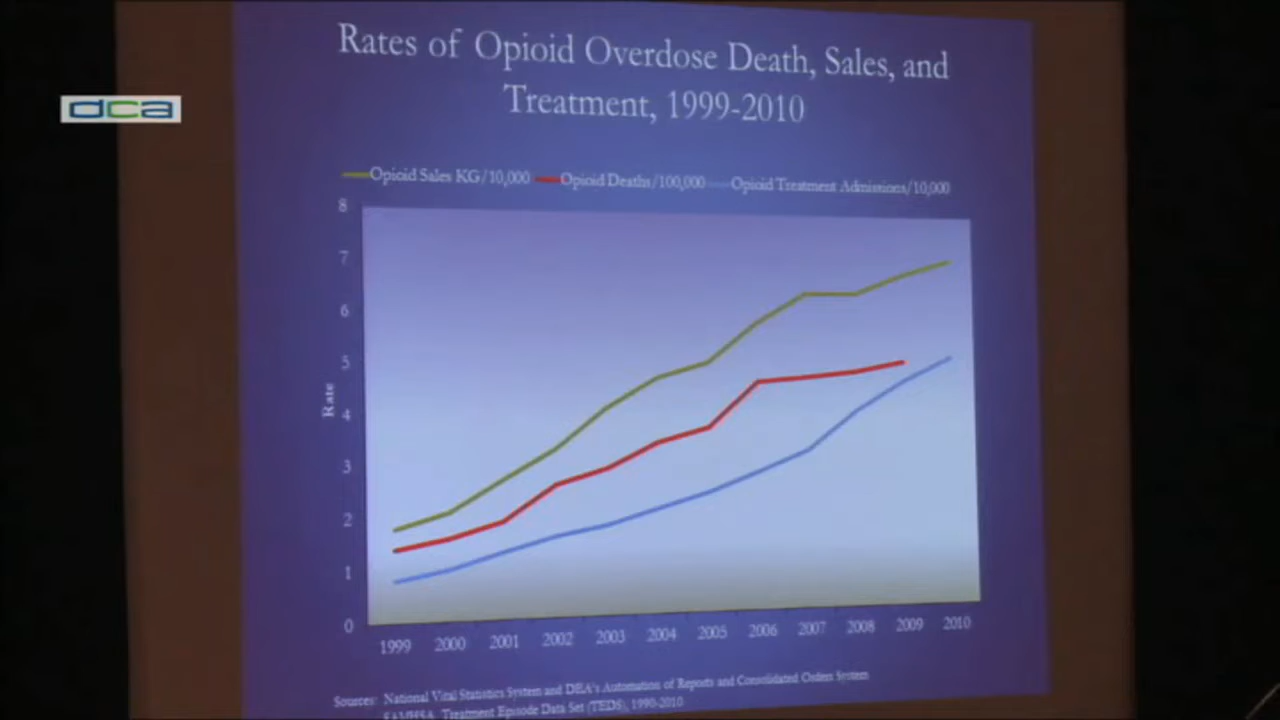 Rates of Opioid Overdose Death, Sales, and
Treatment, 1999-2010
dca
Opioid Sales KG/10,000 Opioid Deaths/100,000 Opioid Treatment Admissions/10,000
8
7
6
5
4
3
2
1
0
Rate
1999 2000 2001 2002 2003 2004 2005 2006 2007 2008 2009 2010
Sources: National Vital Statistics System and DEA's Automation of Reports and Consolidated Orders System
SAMHSA, Treatment Episode Data Set (TEDS), 1990-2010